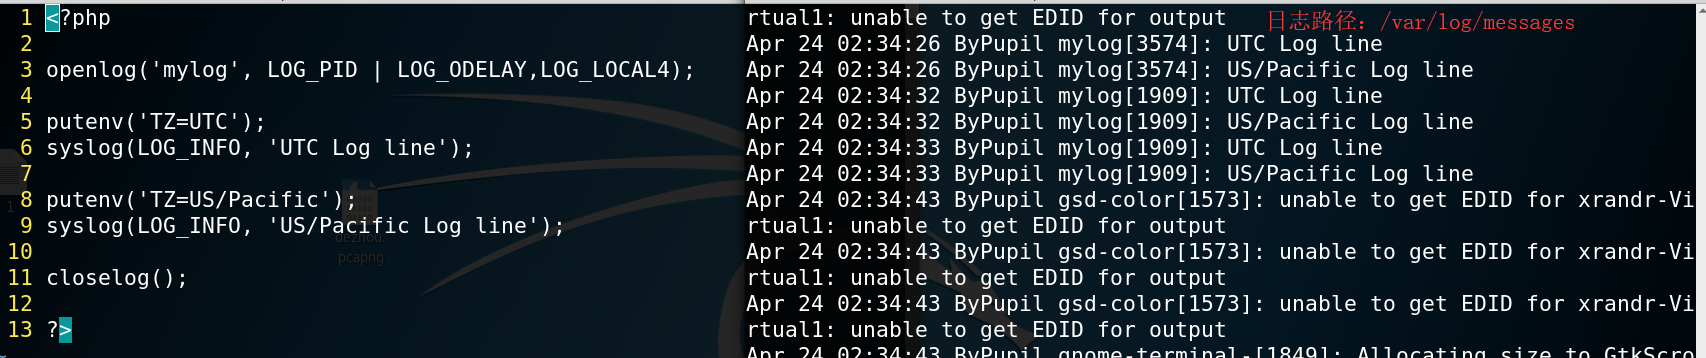 1 <?php
2
3 openlog('mylog', LOG_PID | LOG_ODELAY,LOG_LOCAL4);
4
5 putenv('TZ=UTC');
6 syslog(LOG_INFO, 'UTC Log line');
7
8 putenv('TZ=US/Pacific');
9 syslog(LOG_INFO, 'US/Pacific Log line');
10
11 closelog();
12
13 ?>
dezhou.
pcapng
rtual1: unable to get EDID for output
日志路径: /var/log/messages
Apr 24 02:34:26 ByPupil mylog[3574]: UTC Log line
Apr 24 02:34:26 ByPupil mylog[3574]: US/Pacific Log line
Apr 24 02:34:32 ByPupil mylog[1909]: UTC Log line
Apr 24 02:34:32 ByPupil mylog[1909]: US/Pacific Log line
Apr 24 02:34:33 ByPupil mylog[1909]: UTC Log line
Apr 24 02:34:33 ByPupil mylog[1909]: US/Pacific Log line
Apr 24 02:34:43 ByPupil gsd-color[1573]: unable to get EDID for xrandr-Vi
rtual1: unable to get EDID for output
Apr 24 02:34:43 ByPupil gsd-color[1573]: unable to get EDID for xrandr-Vi
rtual1: unable to get EDID for output
Apr 24 02:34:43 ByPupil gsd-color[1573]: unable to get EDID for xrandr-Vi
rtual1: unable to get EDID for output
Apr 24 02:34:43 ByPupil gnome-terminal-[1849]: Allocating size to GtkScro